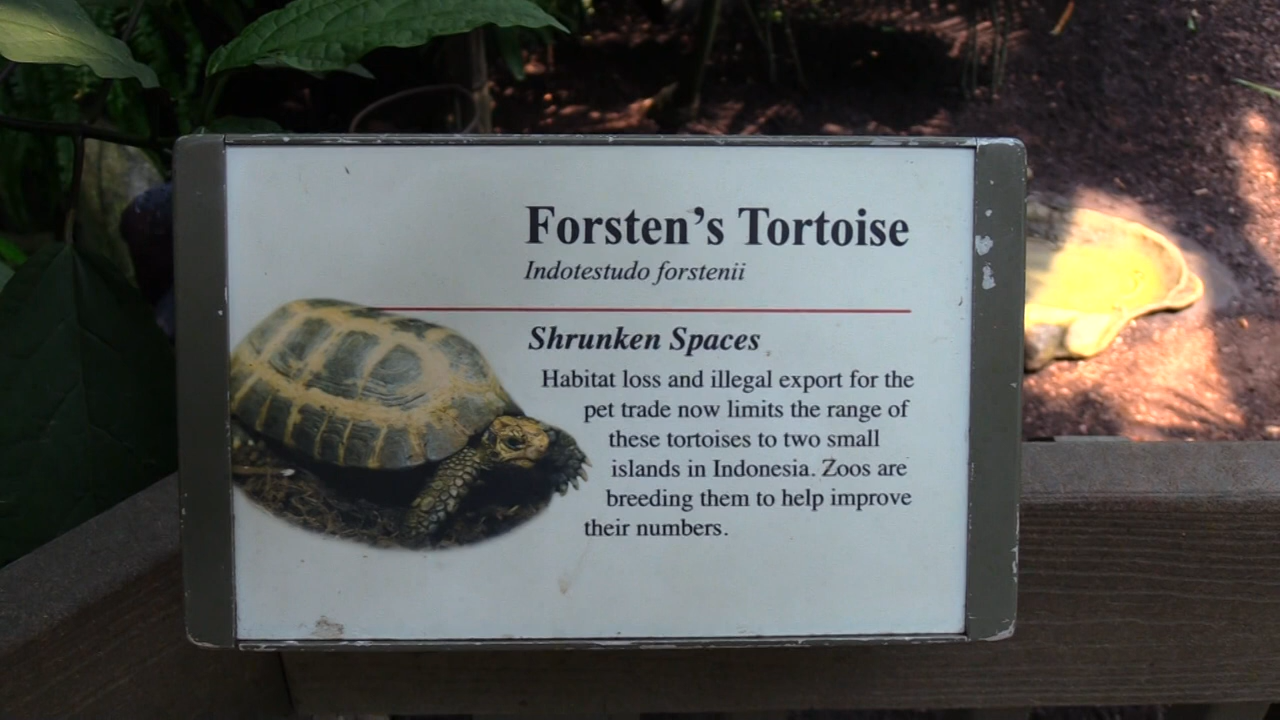 Forsten's Tortoise
Indotestudo forstenii
Shrunken Spaces
Habitat loss and illegal export for the
pet trade now limits the range of
these tortoises to two small
islands in Indonesia. Zoos are
breeding them to help improve
their numbers.